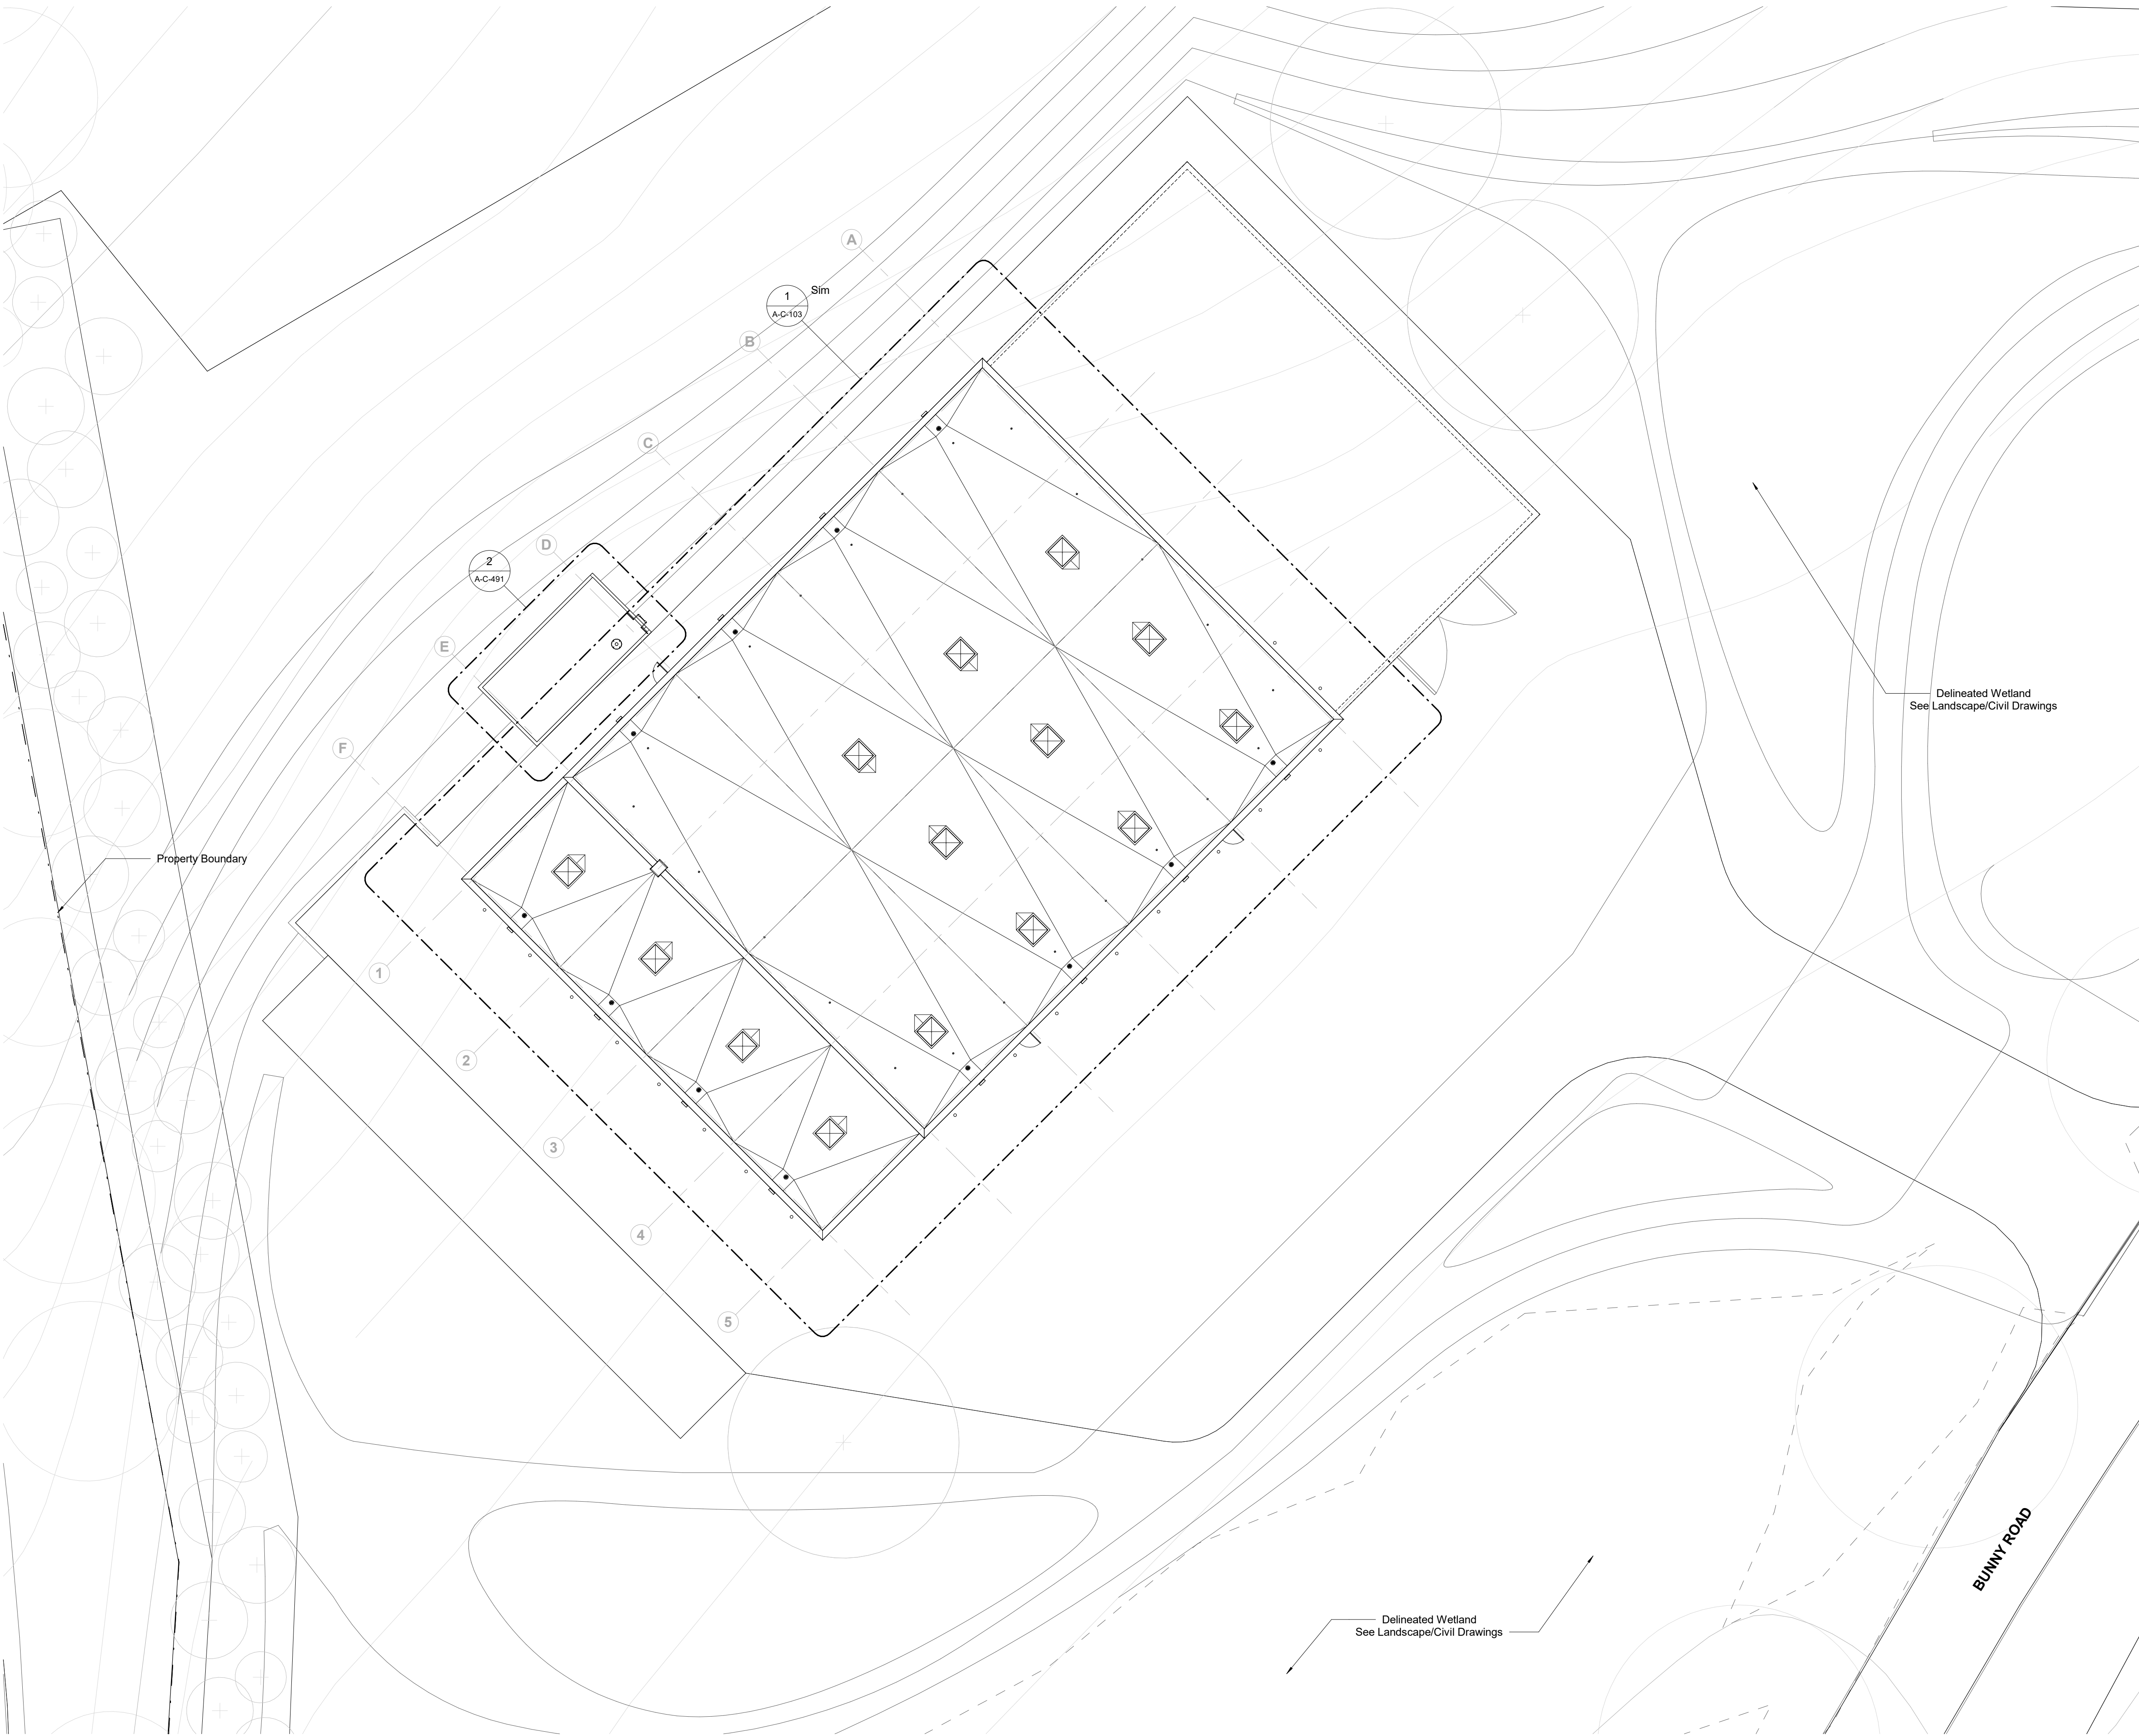 A
1
Sim
A-C-103
B
C
D
2
A-C-491
E
Delineated Wetland
See Landscape/Civil Drawings
F
Property Boundary
1
2
3
4
5
BUNNY ROAD
Delineated Wetland
See Landscape/Civil Drawings